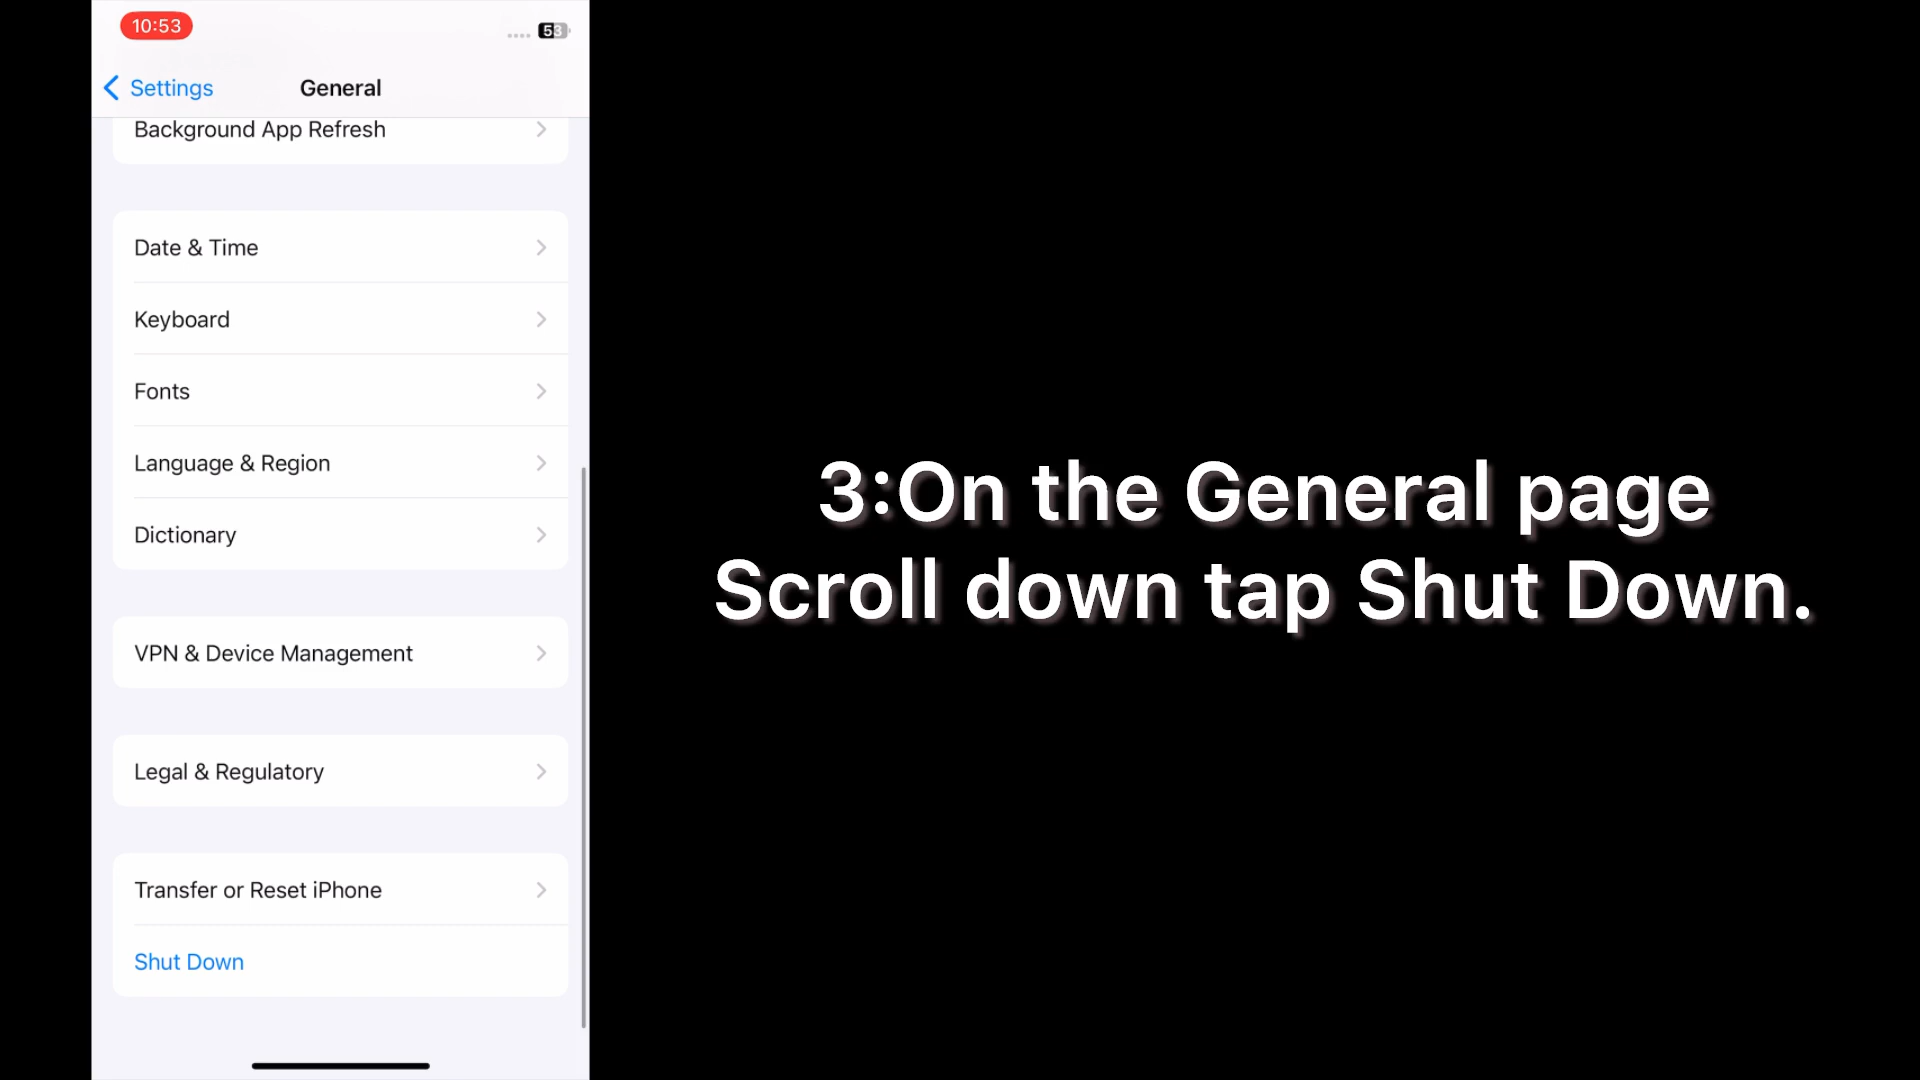 10:53
53
Settings
General
Background App Refresh
Date & Time
Keyboard
Fonts
Language & Region
Dictionary
VPN & Device Management
Legal & Regulatory
Transfer or Reset iPhone
Shut Down
3:On the General page
Scroll down tap Shut Down.